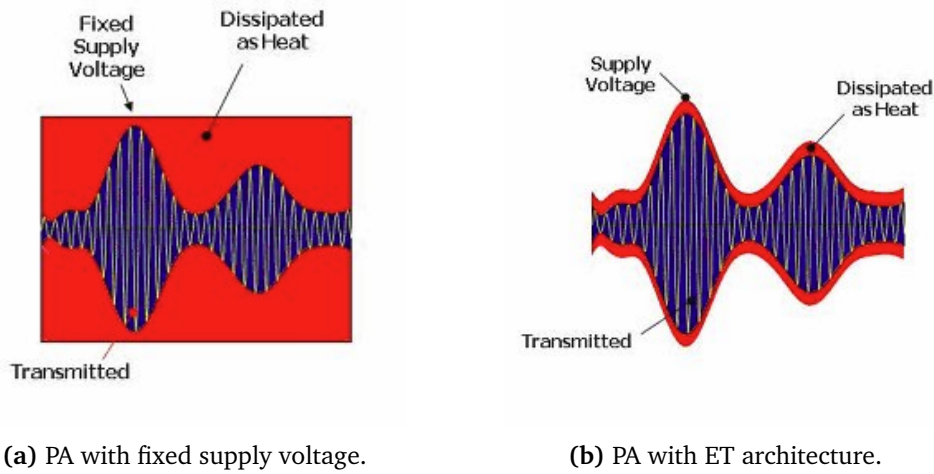 Fixed
Supply
Voltage
Dissipated
as Heat
Transmitted
Supply
Voltage
Dissipated
as Heat
Transmitted
(a) PA with fixed supply voltage.
(b) PA with ET architecture.